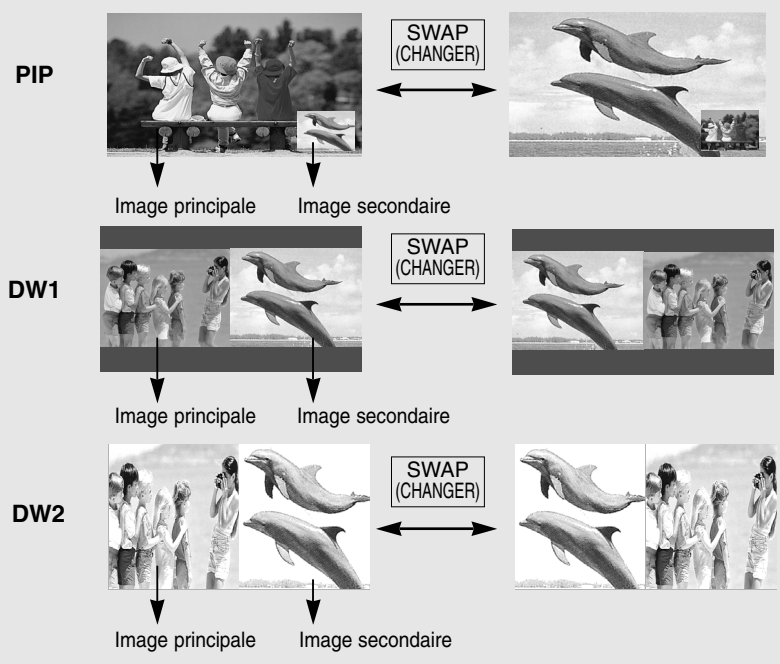 PIP
SWAP
(CHANGER)
Image principale
Image secondaire
DW1
SWAP
(CHANGER)
Image principale
Image secondaire
DW2
SWAP
(CHANGER)
Image principale
Image secondaire